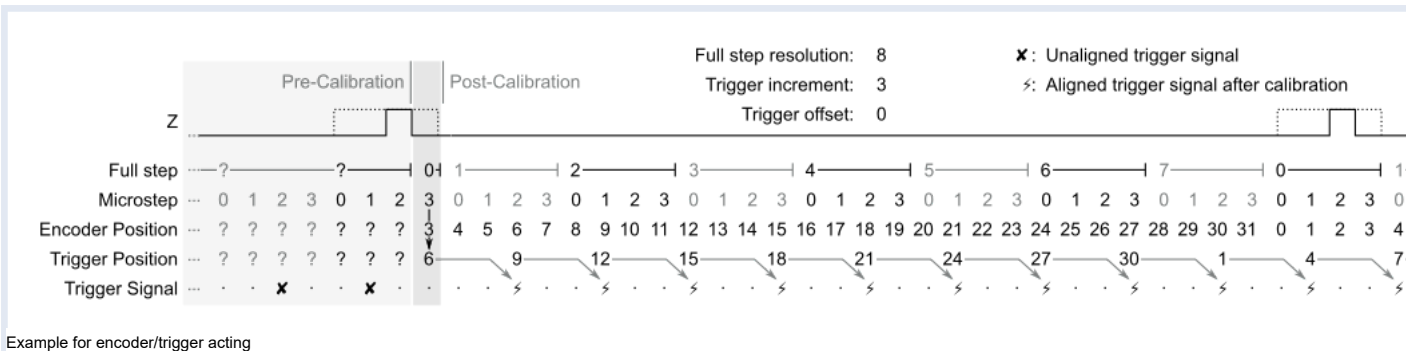 Full step resolution: 8
✘: Unaligned trigger signal
Pre-Calibration Post-Calibration
Trigger increment: 3
⚡: Aligned trigger signal after calibration
Trigger offset: 0
Z ...
Full step ... ? ? 0 1 2 3 4 5 6 7 0 1
Microstep ... 0 1 2 3 0 1 2 3 0 1 2 3 0 1 2 3 0 1 2 3 0 1 2 3 0 1 2 3 0 1 2 3 0 1 2 3 0 1 2 3 0
Encoder Position ... ? ? ? ? ? ? ? 3 4 5 6 7 8 9 10 11 12 13 14 15 16 17 18 19 20 21 22 23 24 25 26 27 28 29 30 31 0 1 2 3 4
Trigger Position ... ? ? ? ? ? ? ? 6 9 12 15 18 21 24 27 30 1 4 7
Trigger Signal ... · · ✘ · · ✘ · · · · ⚡ · · ⚡ · · ⚡ · · ⚡ · · ⚡ · · ⚡ · · ⚡ · · ⚡ · · ⚡ · · ⚡ · · ⚡
Example for encoder/trigger acting